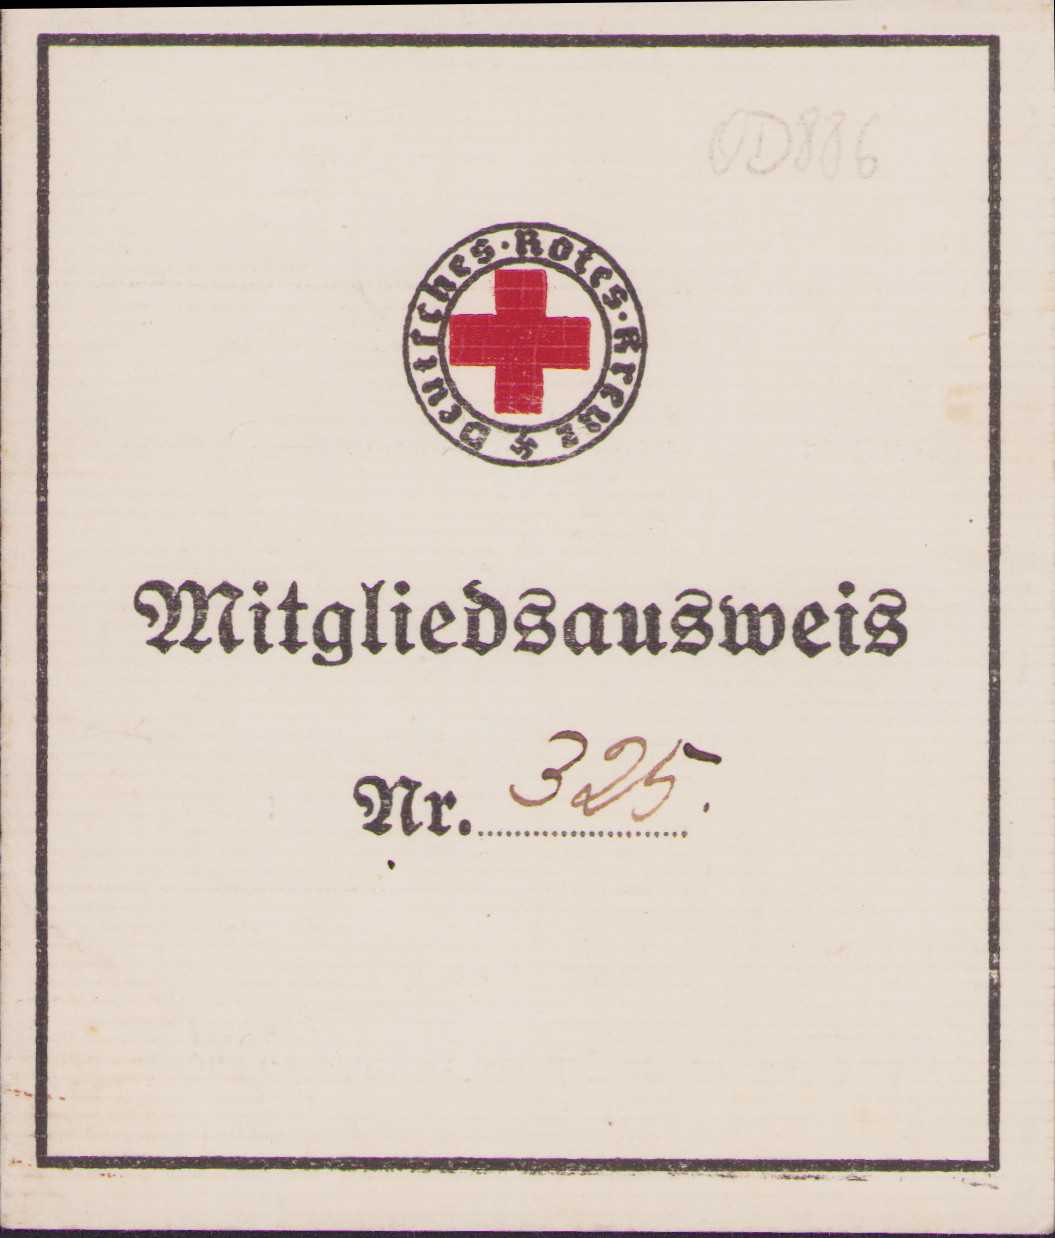 OD886
Deutsches · Rotes · Kreuz
Mitgliedsausweis
Nr. 325.